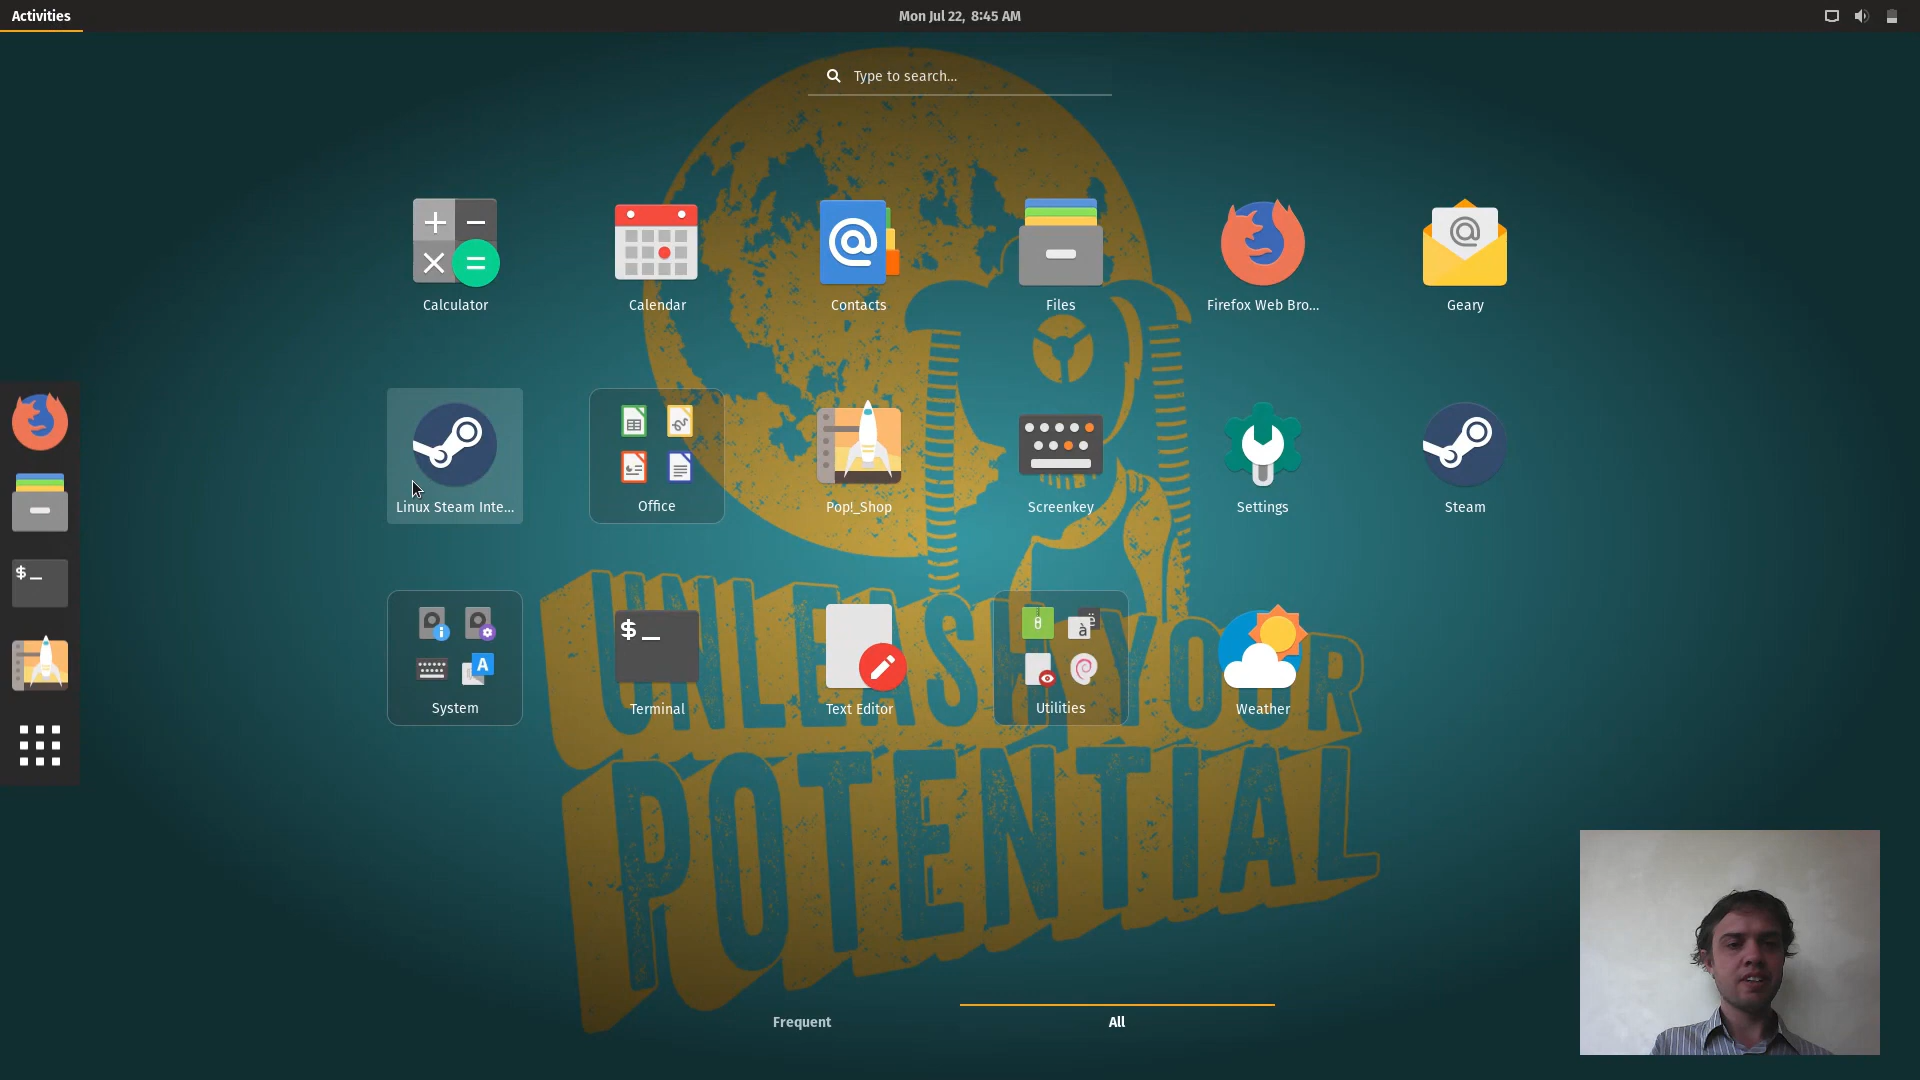 Activities
Mon Jul 22, 8:45 AM
Type to search...
Calculator
Calendar
Contacts
Files
Firefox Web Bro...
Geary
Linux Steam Inte...
Office
Pop!_Shop
Screenkey
Settings
Steam
System
Terminal
Text Editor
Utilities
Weather
UNLEASH YOUR
POTENTIAL
Frequent
All